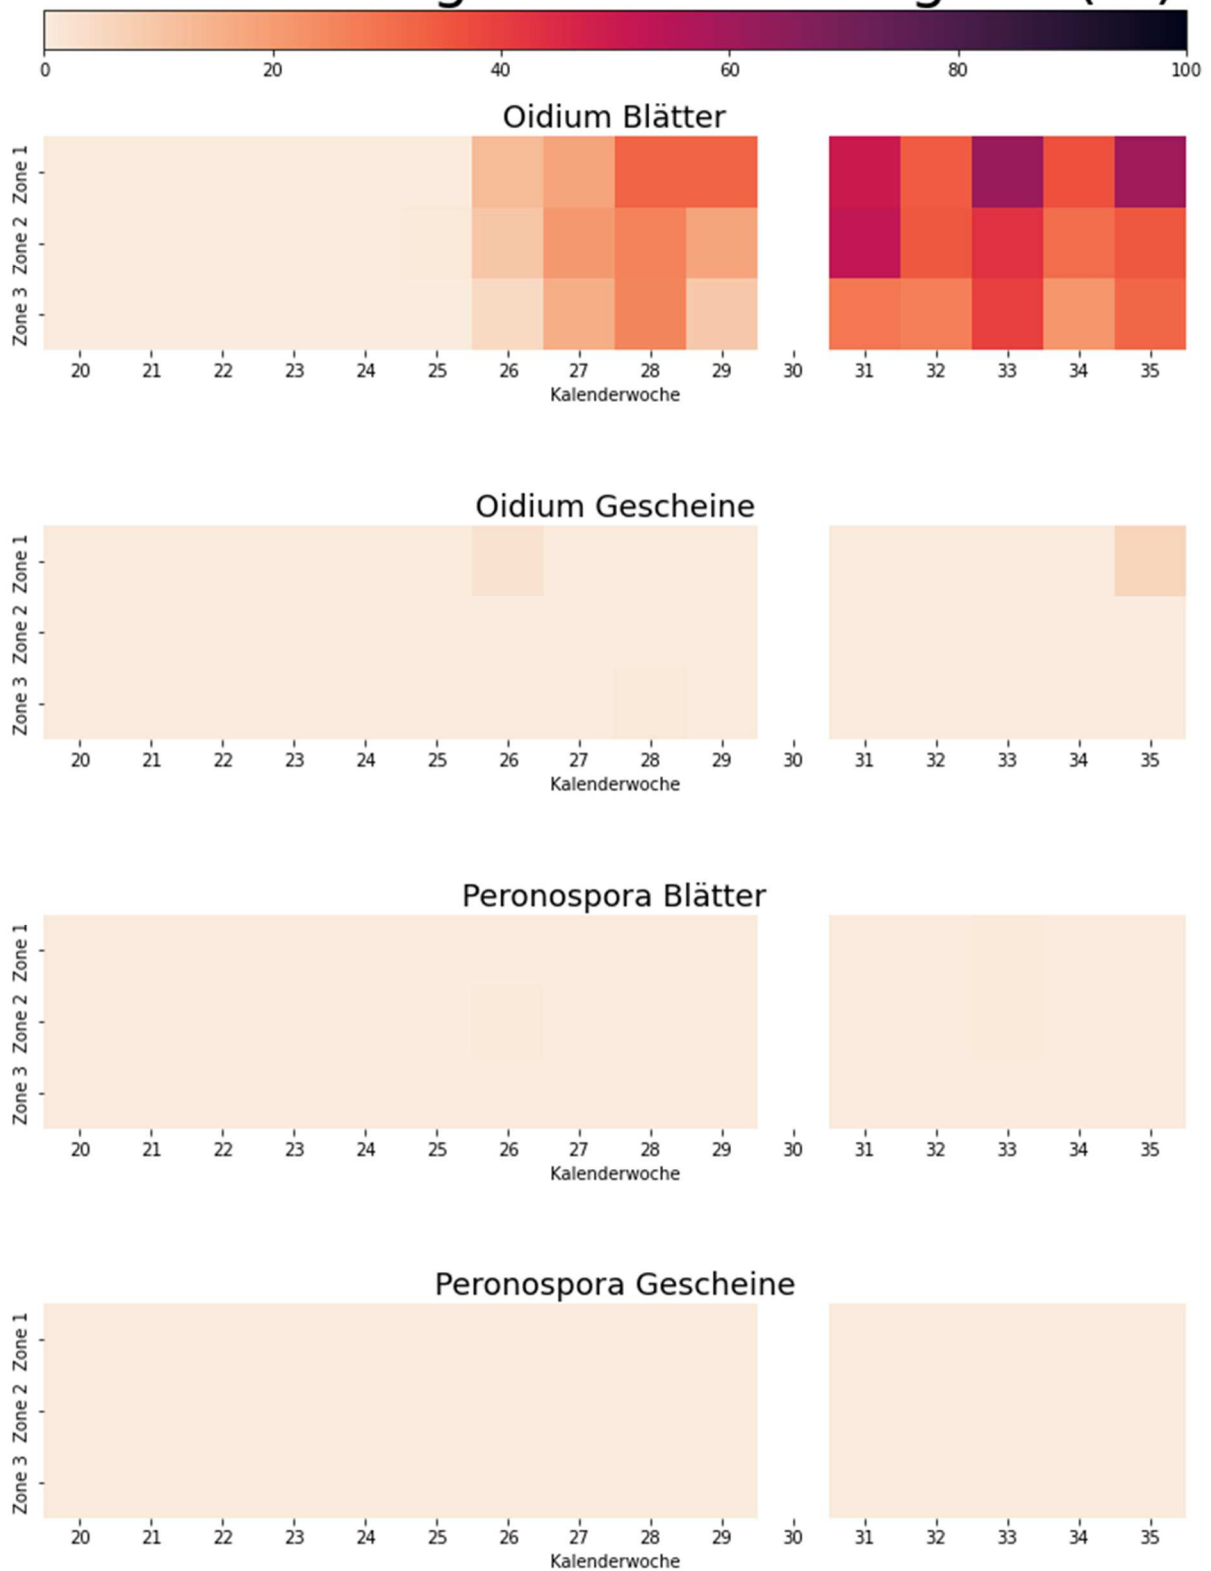 0 20 40 60 80 100
Oidium Blätter
Zone 1
Zone 2
Zone 3
20 21 22 23 24 25 26 27 28 29 30 31 32 33 34 35
Kalenderwoche
Oidium Gescheine
Zone 1
Zone 2
Zone 3
20 21 22 23 24 25 26 27 28 29 30 31 32 33 34 35
Kalenderwoche
Peronospora Blätter
Zone 1
Zone 2
Zone 3
20 21 22 23 24 25 26 27 28 29 30 31 32 33 34 35
Kalenderwoche
Peronospora Gescheine
Zone 1
Zone 2
Zone 3
20 21 22 23 24 25 26 27 28 29 30 31 32 33 34 35
Kalenderwoche